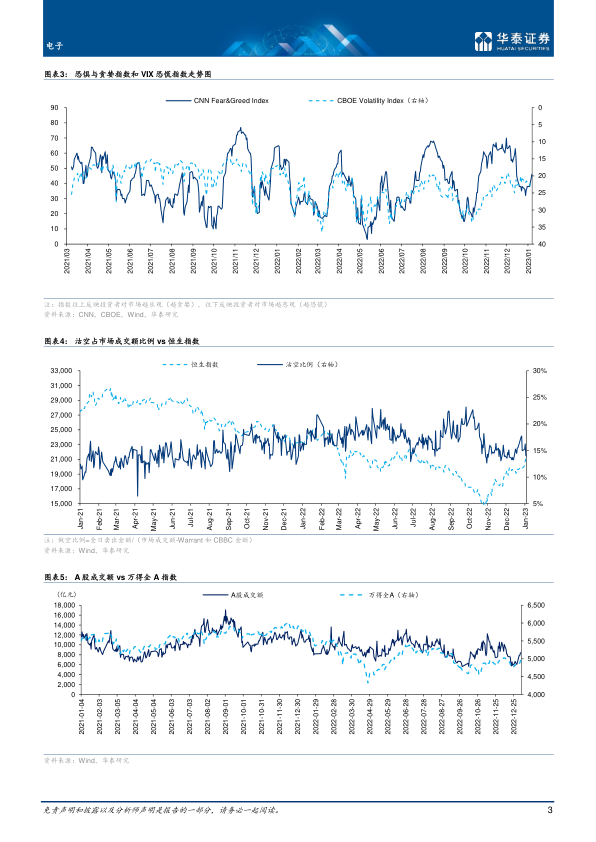 电子
华泰证券
HUATAI SECURITIES
图表3： 恐惧与贪婪指数和 VIX 恐慌指数走势图
CNN Fear&Greed Index
CBOE Volatility Index（右轴）
90 0
80 5
70 10
60 15
50 20
40 25
30 30
20 35
10 40
0
2021/03 2021/04 2021/05 2021/06 2021/07 2021/08 2021/09 2021/10 2021/11 2021/12 2022/01 2022/02 2022/03 2022/04 2022/05 2022/06 2022/07 2022/08 2022/09 2022/10 2022/11 2022/12 2023/01
注：指数往上反映投资者对市场越乐观（越贪婪），往下反映投资者对市场越悲观（越恐慌）
资料来源：CNN、CBOE、Wind、华泰研究
图表4： 沽空占市场成交额比例 vs 恒生指数
恒生指数
沽空比例（右轴）
33,000 30%
31,000
29,000 25%
27,000
25,000 20%
23,000 15%
21,000
19,000 10%
17,000
15,000 5%
Jan-21 Feb-21 Mar-21 Apr-21 May-21 Jun-21 Jul-21 Aug-21 Sep-21 Oct-21 Nov-21 Dec-21 Jan-22 Feb-22 Mar-22 Apr-22 May-22 Jun-22 Jul-22 Aug-22 Sep-22 Oct-22 Nov-22 Dec-22 Jan-23
注：沽空比例=全日卖出金额/（市场成交额-Warrant 和 CBBC 金额）
资料来源：Wind、华泰研究
图表5： A 股成交额 vs 万得全 A 指数
(亿元)
A股成交额
万得全A（右轴）
18,000 6,500
16,000
14,000 6,000
12,000
10,000 5,500
8,000 5,000
6,000
4,000 4,500
2,000
0 4,000
2021-01-04 2021-02-03 2021-03-05 2021-04-04 2021-05-04 2021-06-03 2021-07-03 2021-08-02 2021-09-01 2021-10-01 2021-10-31 2021-11-30 2021-12-30 2022-01-29 2022-02-28 2022-03-30 2022-04-29 2022-05-29 2022-06-28 2022-07-28 2022-08-27 2022-09-26 2022-10-26 2022-11-25 2022-12-25
资料来源：Wind、华泰研究
免责声明和披露以及分析师声明是报告的一部分，请务必一起阅读。
3